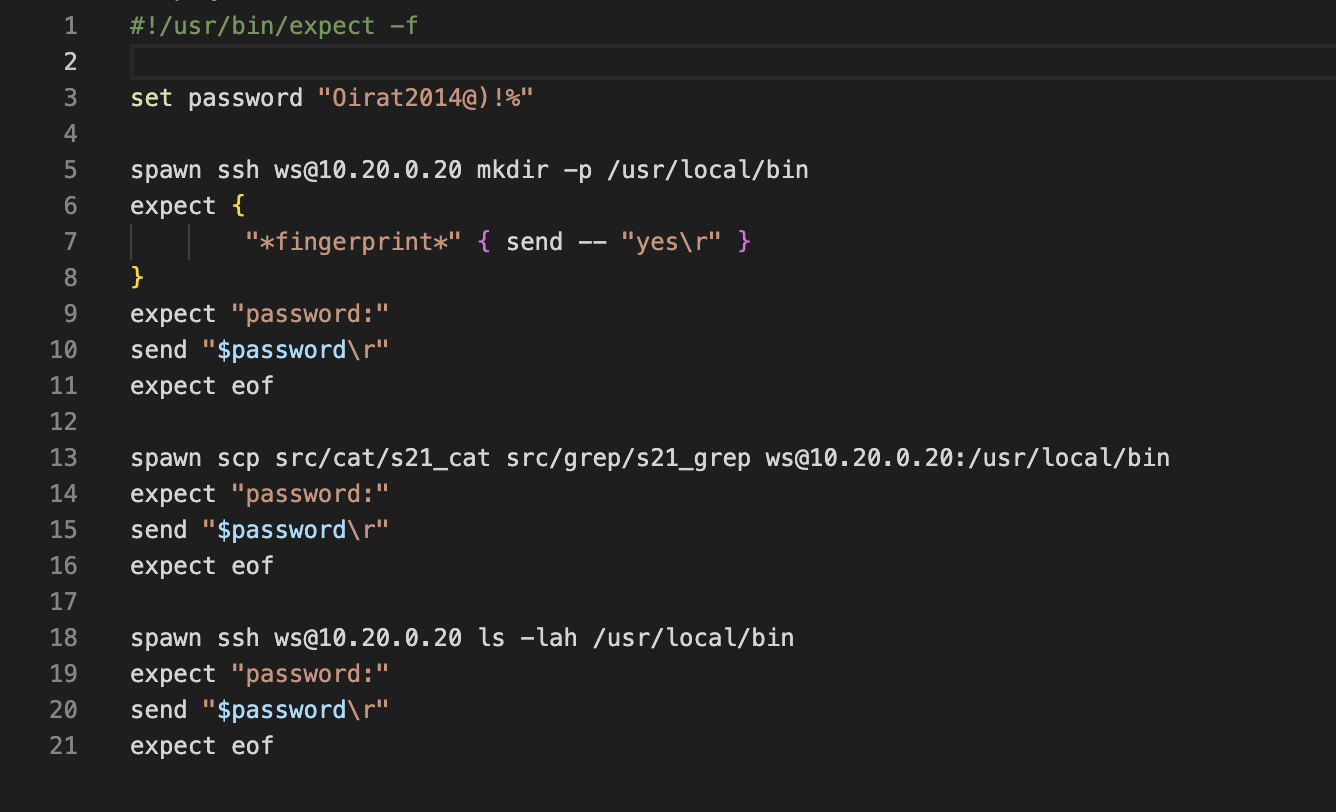 1 #!/usr/bin/expect -f
2
3 set password "Oirat2014@)!%"
4
5 spawn ssh ws@10.20.0.20 mkdir -p /usr/local/bin
6 expect {
7 "*fingerprint*" { send -- "yes\r" }
8 }
9 expect "password:"
10 send "$password\r"
11 expect eof
12
13 spawn scp src/cat/s21_cat src/grep/s21_grep ws@10.20.0.20:/usr/local/bin
14 expect "password:"
15 send "$password\r"
16 expect eof
17
18 spawn ssh ws@10.20.0.20 ls -lah /usr/local/bin
19 expect "password:"
20 send "$password\r"
21 expect eof